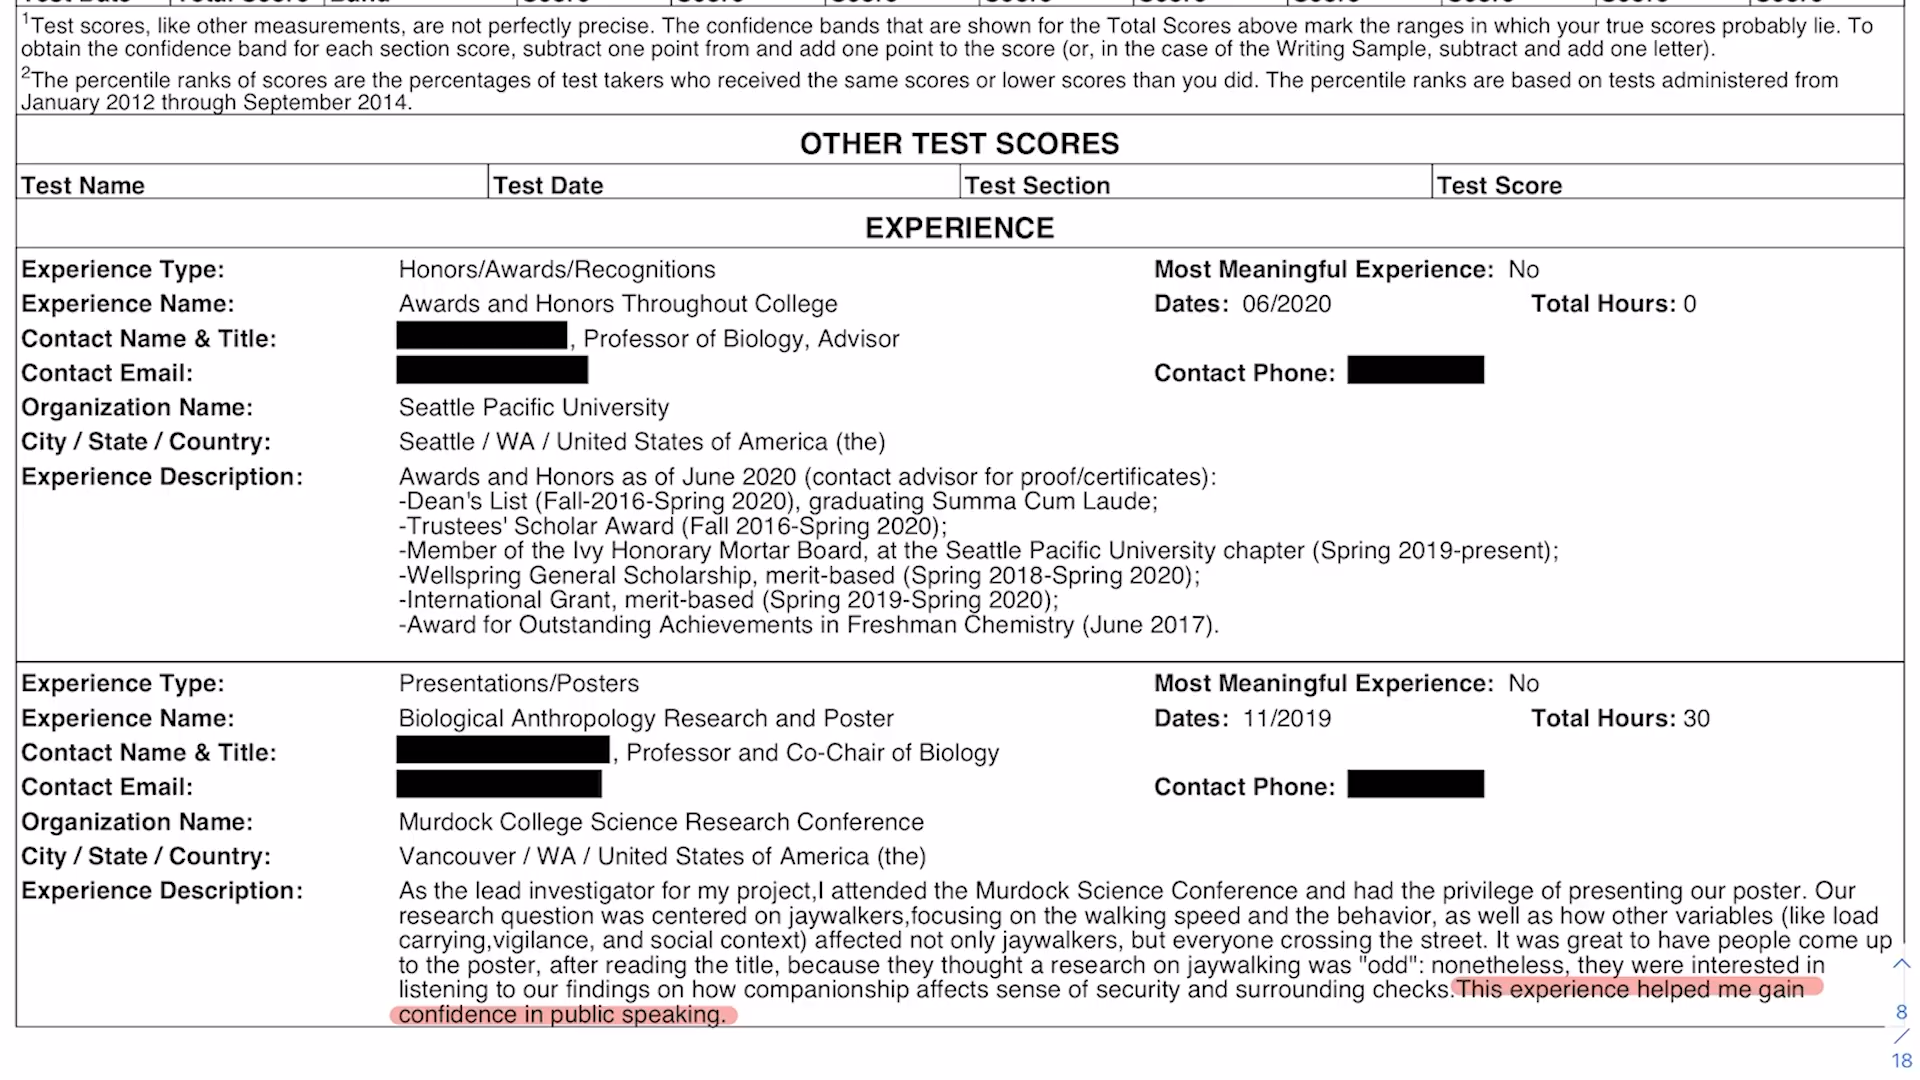 ¹Test scores, like other measurements, are not perfectly precise. The confidence bands that are shown for the Total Scores above mark the ranges in which your true scores probably lie. To
obtain the confidence band for each section score, subtract one point from and add one point to the score (or, in the case of the Writing Sample, subtract and add one letter).
²The percentile ranks of scores are the percentages of test takers who received the same scores or lower scores than you did. The percentile ranks are based on tests administered from
January 2012 through September 2014.
OTHER TEST SCORES
Test Name Test Date Test Section Test Score
EXPERIENCE
Experience Type: Honors/Awards/Recognitions Most Meaningful Experience: No
Experience Name: Awards and Honors Throughout College Dates: 06/2020 Total Hours: 0
Contact Name & Title: , Professor of Biology, Advisor
Contact Email: Contact Phone:
Organization Name: Seattle Pacific University
City / State / Country: Seattle / WA / United States of America (the)
Experience Description: Awards and Honors as of June 2020 (contact advisor for proof/certificates):
-Dean's List (Fall-2016-Spring 2020), graduating Summa Cum Laude;
-Trustees' Scholar Award (Fall 2016-Spring 2020);
-Member of the Ivy Honorary Mortar Board, at the Seattle Pacific University chapter (Spring 2019-present);
-Wellspring General Scholarship, merit-based (Spring 2018-Spring 2020);
-International Grant, merit-based (Spring 2019-Spring 2020);
-Award for Outstanding Achievements in Freshman Chemistry (June 2017).
Experience Type: Presentations/Posters Most Meaningful Experience: No
Experience Name: Biological Anthropology Research and Poster Dates: 11/2019 Total Hours: 30
Contact Name & Title: , Professor and Co-Chair of Biology
Contact Email: Contact Phone:
Organization Name: Murdock College Science Research Conference
City / State / Country: Vancouver / WA / United States of America (the)
Experience Description: As the lead investigator for my project,I attended the Murdock Science Conference and had the privilege of presenting our poster. Our
research question was centered on jaywalkers,focusing on the walking speed and the behavior, as well as how other variables (like load
carrying,vigilance, and social context) affected not only jaywalkers, but everyone crossing the street. It was great to have people come up
to the poster, after reading the title, because they thought a research on jaywalking was "odd": nonetheless, they were interested in
listening to our findings on how companionship affects sense of security and surrounding checks.This experience helped me gain
confidence in public speaking.
8
/
18